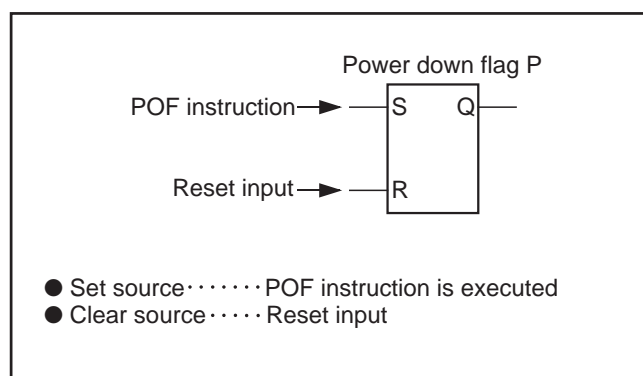 Power down flag P
POF instruction
S Q
Reset input
R
● Set source·······POF instruction is executed
● Clear source·····Reset input